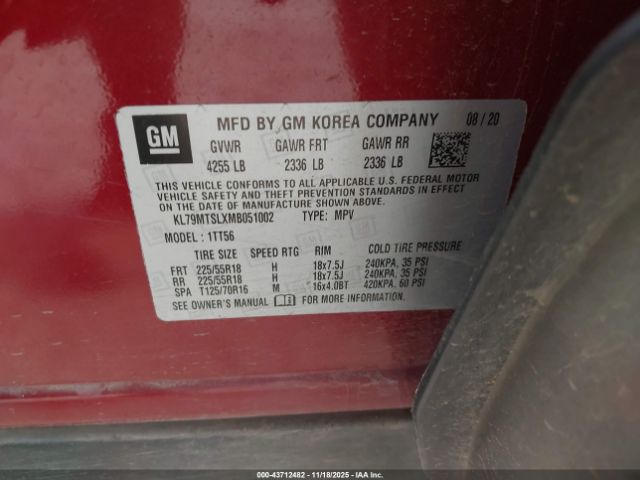 GM
MFD BY GM KOREA COMPANY 08 / 20
GVWR GAWR FRT GAWR RR
4255 LB 2336 LB 2336 LB
THIS VEHICLE CONFORMS TO ALL APPLICABLE U.S. FEDERAL MOTOR
VEHICLE SAFETY AND THEFT PREVENTION STANDARDS IN EFFECT
ON THE DATE OF MANUFACTURE SHOWN ABOVE.
KL79MTSLXMB051002 TYPE: MPV
MODEL : 1TT56
TIRE SIZE SPEED RTG RIM COLD TIRE PRESSURE
FRT 225/55R18 H 18x7.5J 240KPA, 35 PSI
RR 225/55R18 H 18x7.5J 240KPA, 35 PSI
SPA T125/70R16 M 16x4.0BT 420KPA, 60 PSI
SEE OWNER'S MANUAL FOR MORE INFORMATION.
000-43712482 - 11/18/2025 - IAA Inc.